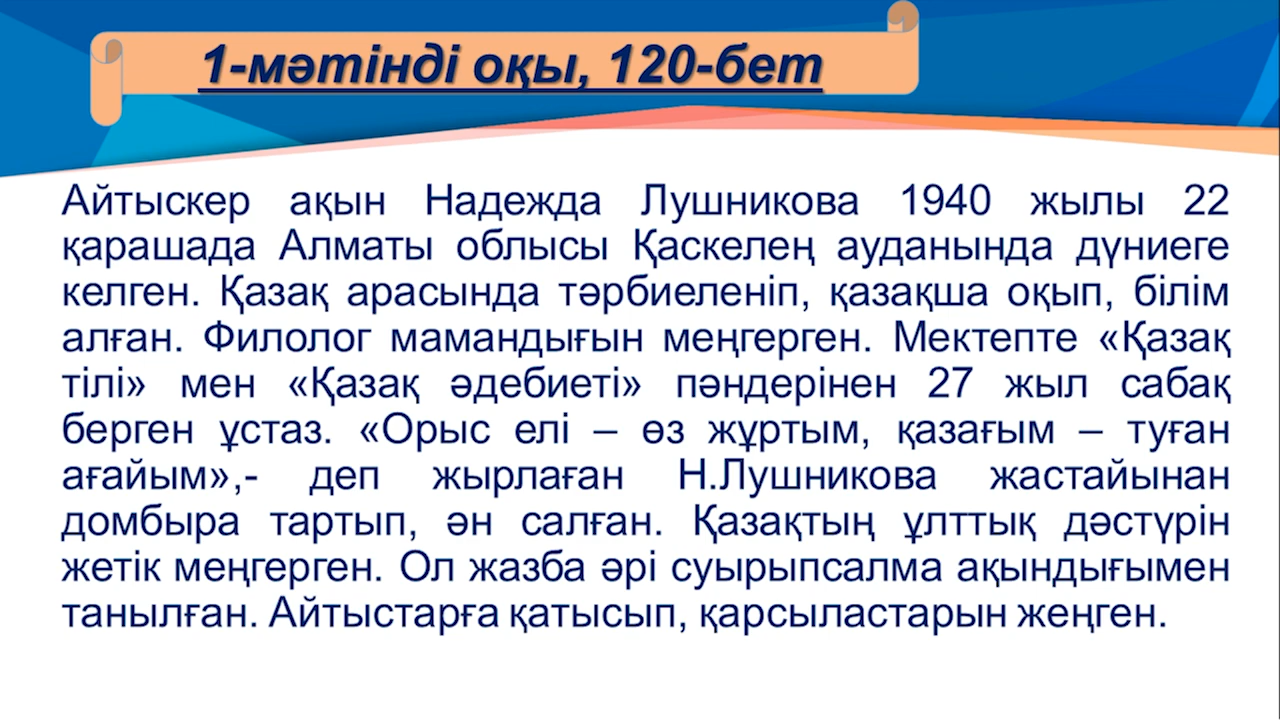 1-мәтінді оқы, 120-бет
Айтыскер ақын Надежда Лушникова 1940 жылы 22
қарашада Алматы облысы Қаскелең ауданында дүниеге
келген. Қазақ арасында тәрбиеленіп, қазақша оқып, білім
алған. Филолог мамандығын меңгерген. Мектепте «Қазақ
тілі» мен «Қазақ әдебиеті» пәндерінен 27 жыл сабақ
берген ұстаз. «Орыс елі – өз жұртым, қазағым – туған
ағайым»,- деп жырлаған Н.Лушникова жастайынан
домбыра тартып, ән салған. Қазақтың ұлттық дәстүрін
жетік меңгерген. Ол жазба әрі суырыпсалма ақындығымен
танылған. Айтыстарға қатысып, қарсыластарын жеңген.